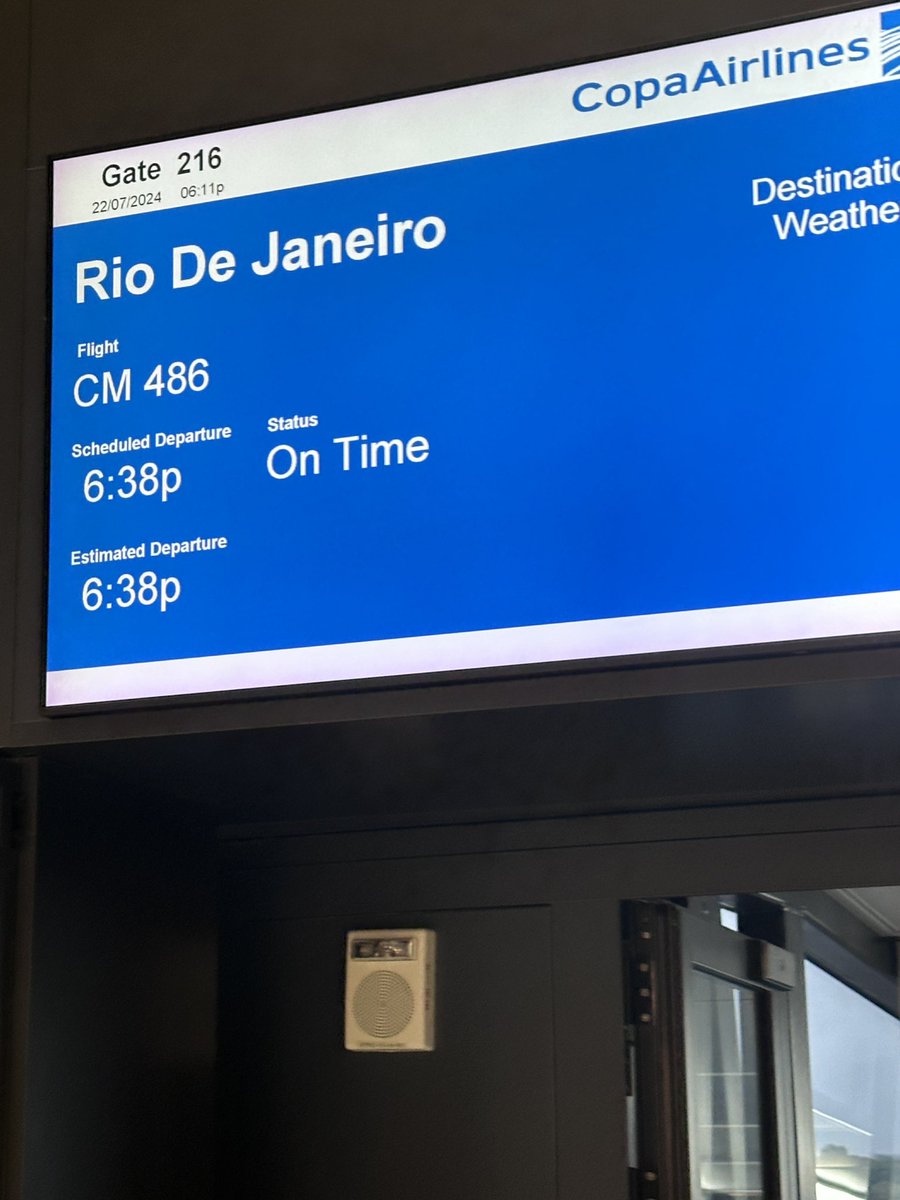 CopaAirlines
Gate 216
22/07/2024 06:11p
Rio De Janeiro
Flight
CM 486
Scheduled Departure
6:38p
Status
On Time
Estimated Departure
6:38p